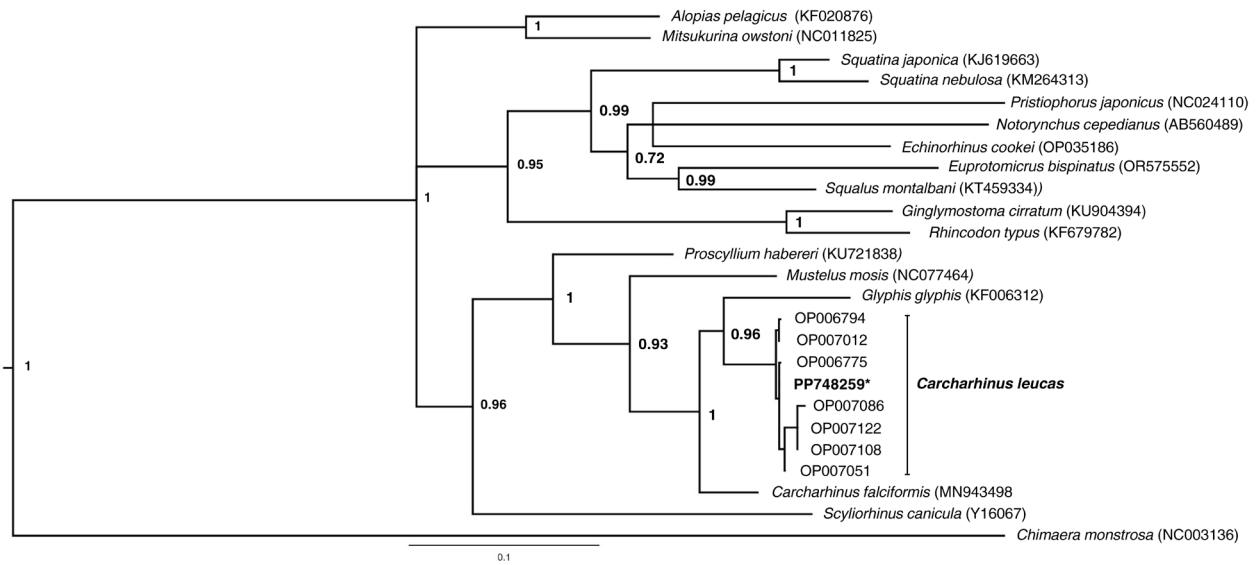 Alopias pelagicus (KF020876)
1
Mitsukurina owstoni (NC011825)
Squatina japonica (KJ619663)
1
Squatina nebulosa (KM264313)
Pristiophorus japonicus (NC024110)
0.99
Notorynchus cepedianus (AB560489)
Echinorhinus cookei (OP035186)
0.72
0.95
Euprotomicrus bispinatus (OR575552)
0.99
Squalus montalbani (KT459334))
1
Ginglymostoma cirratum (KU904394)
1
Rhincodon typus (KF679782)
Proscyllium habereri (KU721838)
Mustelus mosis (NC077464)
1
Glyphis glyphis (KF006312)
OP006794
0.96
OP007012
0.93
OP006775
1
PP748259*
Carcharhinus leucas
0.96
OP007086
1
OP007122
OP007108
OP007051
Carcharhinus falciformis (MN943498
Scyliorhinus canicula (Y16067)
Chimaera monstrosa (NC003136)
0.1